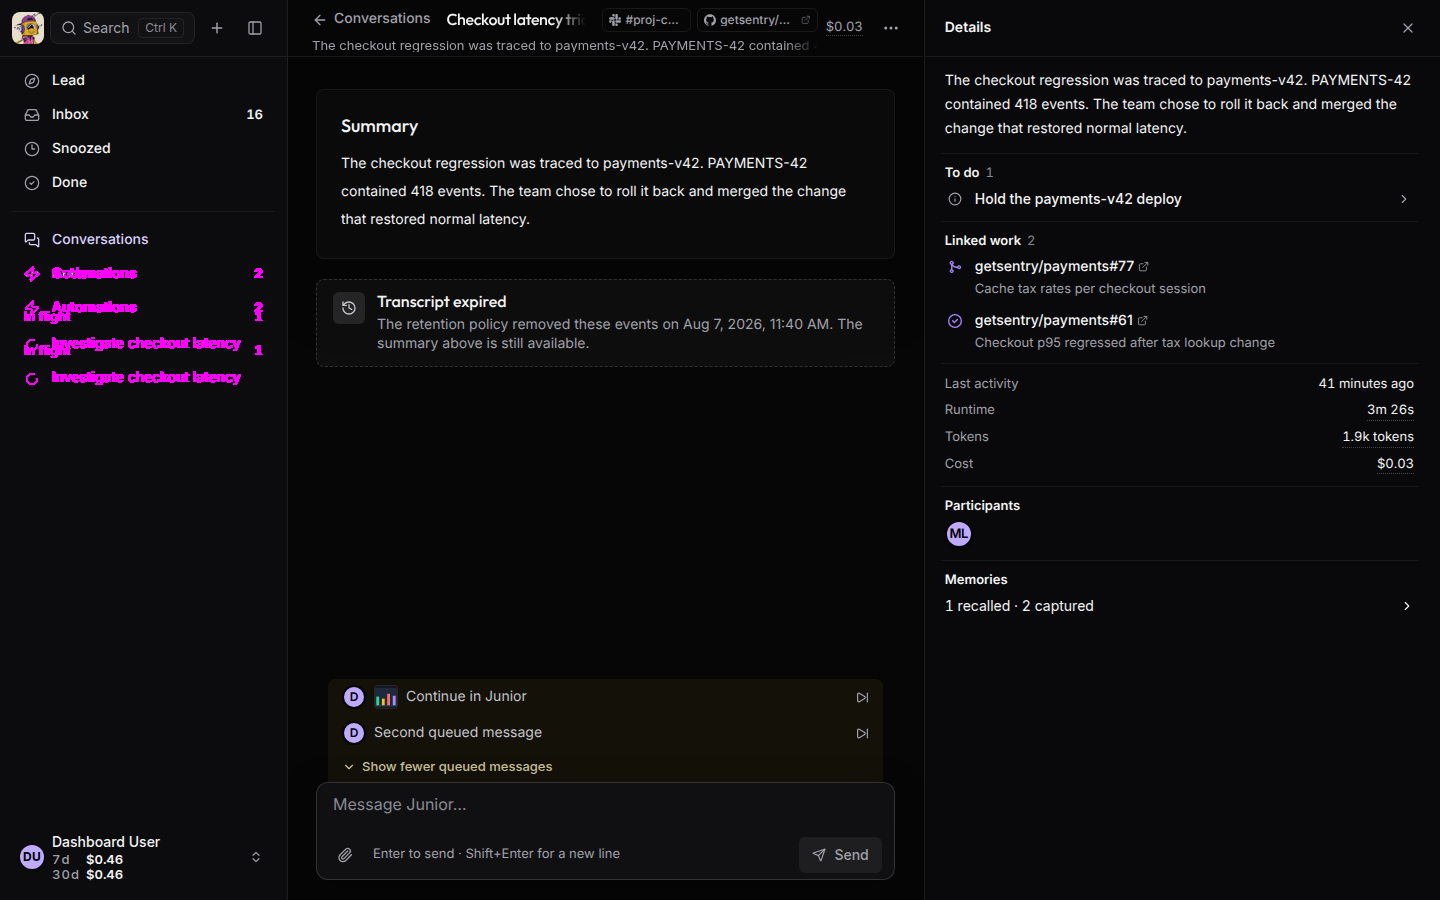 Search Ctrl K
Lead
Inbox 16
Snoozed
Done
Conversations
2
Automations 2
In flight 1
Investigate checkout latency
In flight 1
Investigate checkout latency
Dashboard User
7d $0.46
30d $0.46
DU
Conversations Checkout latency tri #proj-c... getsentry/... $0.03
The checkout regression was traced to payments-v42. PAYMENTS-42 contained
Summary
The checkout regression was traced to payments-v42. PAYMENTS-42
contained 418 events. The team chose to roll it back and merged the change
that restored normal latency.
Transcript expired
The retention policy removed these events on Aug 7, 2026, 11:40 AM. The
summary above is still available.
D Continue in Junior
D Second queued message
Show fewer queued messages
Message Junior...
Enter to send · Shift+Enter for a new line Send
Details
The checkout regression was traced to payments-v42. PAYMENTS-42
contained 418 events. The team chose to roll it back and merged the
change that restored normal latency.
To do 1
Hold the payments-v42 deploy
Linked work 2
getsentry/payments#77
Cache tax rates per checkout session
getsentry/payments#61
Checkout p95 regressed after tax lookup change
Last activity 41 minutes ago
Runtime 3m 26s
Tokens 1.9k tokens
Cost $0.03
Participants
ML
Memories
1 recalled · 2 captured